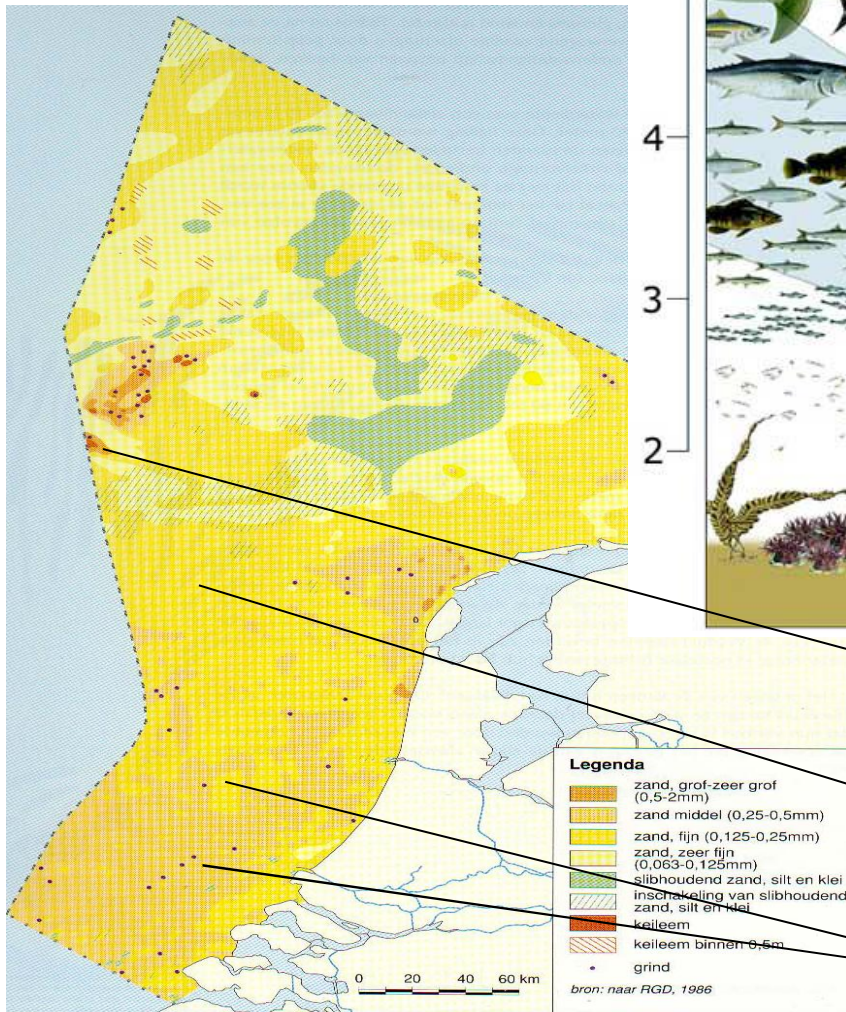 4
3
2
Legenda
zand, grof-zeer grof
(0,5-2mm)
zand middel (0,25-0,5mm)
zand, fijn (0,125-0,25mm)
zand, zeer fijn
(0,063-0,125mm)
slibhoudend zand, silt en klei
inschakeling van slibhoudend
zand, silt en klei
keileem
keileem binnen 0,5m
grind
0 20 40 60 km
bron: naar RGD, 1986